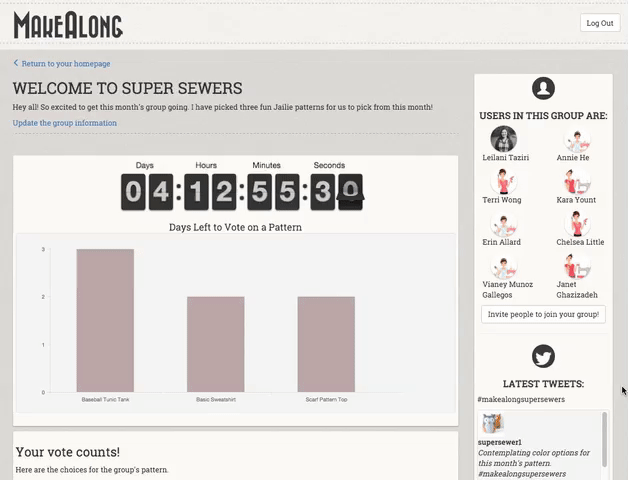 MAKEALONG
Log Out
Return to your homepage
WELCOME TO SUPER SEWERS
Hey all! So excited to get this month's group going. I have picked three fun Jailie patterns for us to pick from this month!
Update the group information
Days Hours Minutes Seconds
04:12:55:30
Days Left to Vote on a Pattern
3
2
1
0
Baseball Tunic Tank Basic Sweatshirt Scarf Pattern Top
Your vote counts!
Here are the choices for the group's pattern.
USERS IN THIS GROUP ARE:
Leilani Taziri Annie He
Terri Wong Kara Yount
Erin Allard Chelsea Little
Vianey Munoz Janet
Gallegos Ghazizadeh
Invite people to join your group!
LATEST TWEETS:
#makealongsupersewers
supersewer1
Contemplating color options for
this month's pattern.
#makealongsupersewers